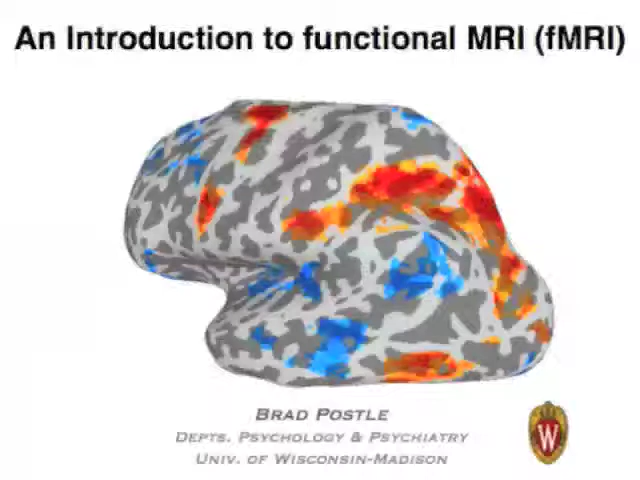 An Introduction to functional MRI (fMRI)
BRAD POSTLE
DEPTS. PSYCHOLOGY & PSYCHIATRY
UNIV. OF WISCONSIN-MADISON
W